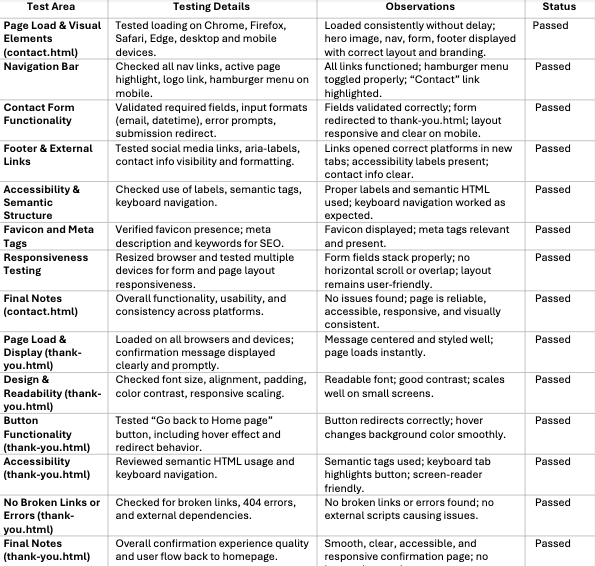 Test Area Testing Details Observations Status
Page Load & Visual Tested loading on Chrome, Firefox, Loaded consistently without delay; Passed
Elements Safari, Edge, desktop and mobile hero image, nav, form, footer displayed
(contact.html) devices. with correct layout and branding.
Navigation Bar Checked all nav links, active page All links functioned; hamburger menu Passed
highlight, logo link, hamburger menu on toggled properly; “Contact” link
mobile. highlighted.
Contact Form Validated required fields, input formats Fields validated correctly; form Passed
Functionality (email, datetime), error prompts, redirected to thank-you.html; layout
submission redirect. responsive and clear on mobile.
Footer & External Tested social media links, aria-labels, Links opened correct platforms in new Passed
Links contact info visibility and formatting. tabs; accessibility labels present;
contact info clear.
Accessibility & Checked use of labels, semantic tags, Proper labels and semantic HTML Passed
Semantic keyboard navigation. used; keyboard navigation worked as
Structure expected.
Favicon and Meta Verified favicon presence; meta Favicon displayed; meta tags relevant Passed
Tags description and keywords for SEO. and present.
Responsiveness Resized browser and tested multiple Form fields stack properly; no Passed
Testing devices for form and page layout horizontal scroll or overlap; layout
responsiveness. remains user-friendly.
Final Notes Overall functionality, usability, and No issues found; page is reliable, Passed
(contact.html) consistency across platforms. accessible, responsive, and visually
consistent.
Page Load & Loaded on all browsers and devices; Message centered and styled well; Passed
Display (thank- confirmation message displayed page loads instantly.
you.html) clearly and promptly.
Design & Checked font size, alignment, padding, Readable font; good contrast; scales Passed
Readability (thank- color contrast, responsive scaling. well on small screens.
you.html)
Button Tested “Go back to Home page” Button redirects correctly; hover Passed
Functionality button, including hover effect and changes background color smoothly.
(thank-you.html) redirect behavior.
Accessibility Reviewed semantic HTML usage and Semantic tags used; keyboard tab Passed
(thank-you.html) keyboard navigation. highlights button; screen-reader
friendly.
No Broken Links or Checked for broken links, 404 errors, No broken links or errors found; no Passed
Errors (thank- and external dependencies. external scripts causing issues.
you.html)
Final Notes Overall confirmation experience quality Smooth, clear, accessible, and Passed
(thank-you.html) and user flow back to homepage. responsive confirmation page; no